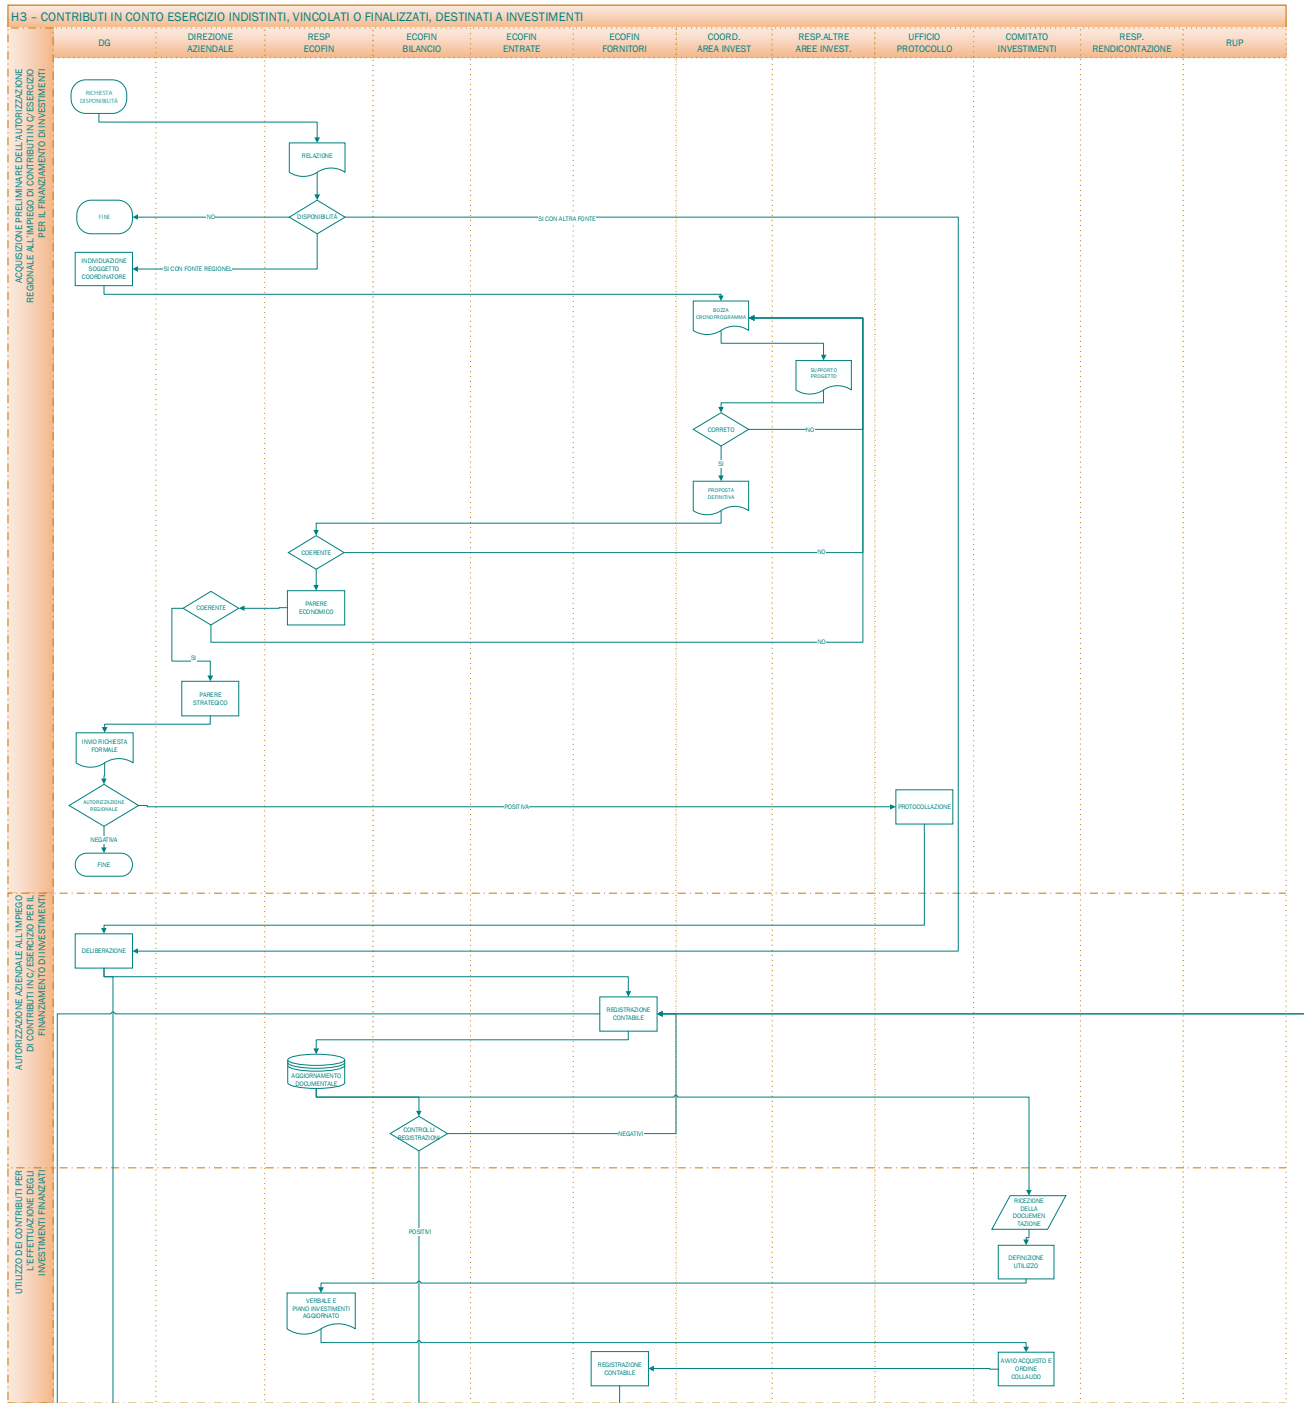 H3 – CONTRIBUTI IN CONTO ESERCIZIO INDISTINTI, VINCOLATI O FINALIZZATI, DESTINATI A INVESTIMENTI
DG
DIREZIONE
AZIENDALE
RESP
ECOFIN
ECOFIN
BILANCIO
ECOFIN
ENTRATE
ECOFIN
FORNITORI
COORD.
AREA INVEST
RESP.ALTRE
AREE INVEST.
UFFICIO
PROTOCOLLO
COMITATO
INVESTIMENTI
RESP.
RENDICONTAZIONE
RUP
ACQUISIZIONE PRELIMINARE DELL'AUTORIZZAZIONE
REGIONALE ALL'IMPIEGO DI CONTRIBUTI IN C/ESERCIZIO
PER IL FINANZIAMENTO DI INVESTIMENTI
RICHIESTA
DISPONIBILITÀ
RELAZIONE
DISPONIBILITÀ
NO
FINE
SI CON ALTRA FONTE
SI CON FONTE REGIONEL
INDIVIDUAZIONE
SOGGETTO
COORDINATORE
BOZZA
CRONOPROGRAMMA
SUPPORTO
PROGETTO
CORRETO
NO
SI
PROPOSTA
DEFINITIVA
COERENTE
NO
PARERE
ECONOMICO
COERENTE
NO
SI
PARERE
STRATEGICO
INVIO RICHIESTA
FORMALE
AUTORIZZAZIONE
REGIONALE
POSITIVA
PROTOCOLLAZIONE
NEGATIVA
FINE
AUTORIZZAZIONE AZIENDALE ALL'IMPIEGO
DI CONTRIBUTI IN C/ESERCIZIO PER IL
FINANZIAMENTO DI INVESTIMENTI
DELIBERAZIONE
REGISTRAZIONE
CONTABILE
AGGIORNAMENTO
DOCUMENTALE
CONTROLLI
REGISTRAZIONI
NEGATIVI
UTILIZZO DEI CONTRIBUTI PER
L'EFFETTUAZIONE DEGLI
INVESTIMENTI FINANZIATI
POSITIVI
RICEZIONE
DELLA
DOCUEMEN
TAZIONE
DEFINIZIONE
UTILIZZO
VERBALE E
PIANO INVESTIMENTI
AGGIORNATO
REGISTRAZIONE
CONTABILE
AVVIO ACQUISTO E
ORDINE
COLLAUDO